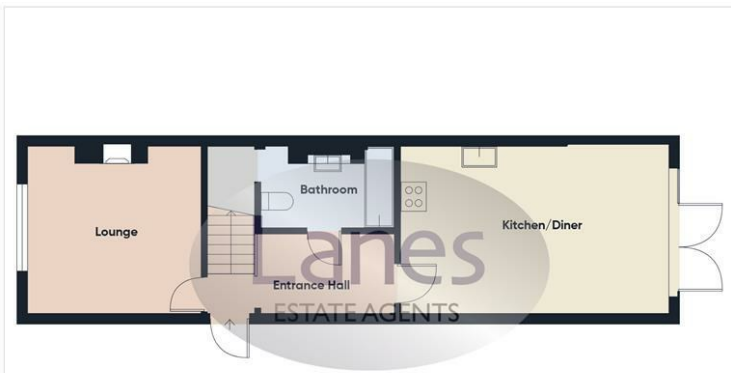 Bathroom
Kitchen/Diner
Lounge
Lanes
Entrance Hall
ESTATE AGENTS